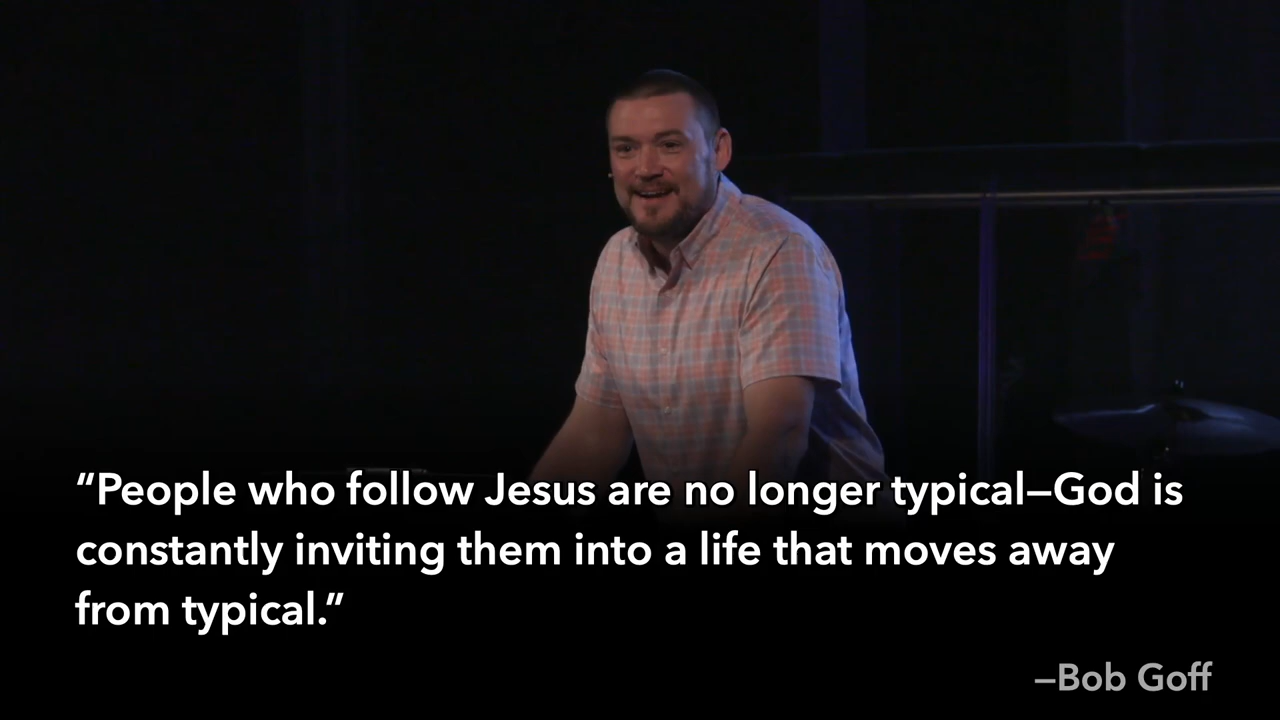 “People who follow Jesus are no longer typical—God is
constantly inviting them into a life that moves away
from typical.”
—Bob Goff